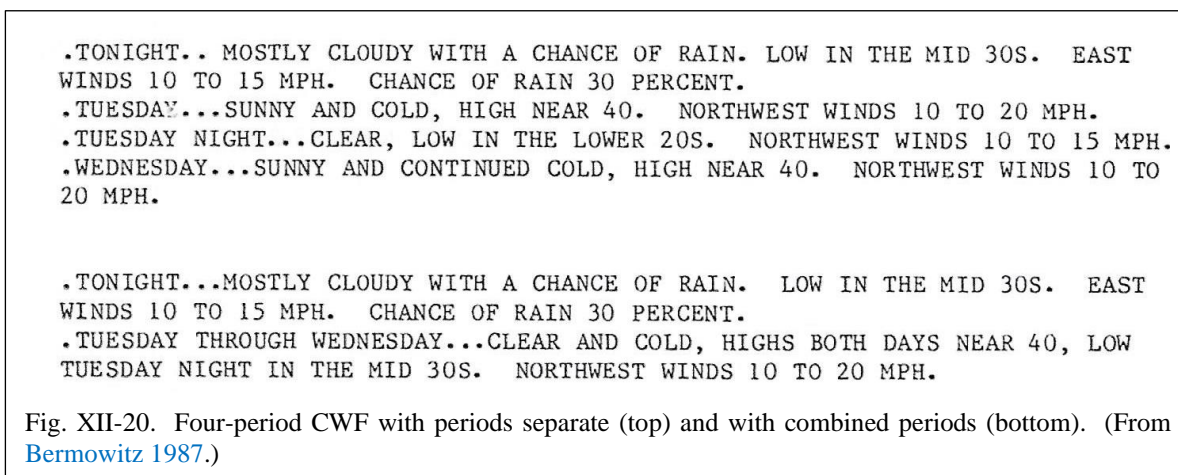 .TONIGHT.. MOSTLY CLOUDY WITH A CHANCE OF RAIN. LOW IN THE MID 30S. EAST
WINDS 10 TO 15 MPH. CHANCE OF RAIN 30 PERCENT.
.TUESDAY...SUNNY AND COLD, HIGH NEAR 40. NORTHWEST WINDS 10 TO 20 MPH.
.TUESDAY NIGHT...CLEAR, LOW IN THE LOWER 20S. NORTHWEST WINDS 10 TO 15 MPH.
.WEDNESDAY...SUNNY AND CONTINUED COLD, HIGH NEAR 40. NORTHWEST WINDS 10 TO
20 MPH.
.TONIGHT...MOSTLY CLOUDY WITH A CHANCE OF RAIN. LOW IN THE MID 30S. EAST
WINDS 10 TO 15 MPH. CHANCE OF RAIN 30 PERCENT.
.TUESDAY THROUGH WEDNESDAY...CLEAR AND COLD, HIGHS BOTH DAYS NEAR 40, LOW
TUESDAY NIGHT IN THE MID 30S. NORTHWEST WINDS 10 TO 20 MPH.
Fig. XII-20. Four-period CWF with periods separate (top) and with combined periods (bottom). (From
Bermowitz 1987.)